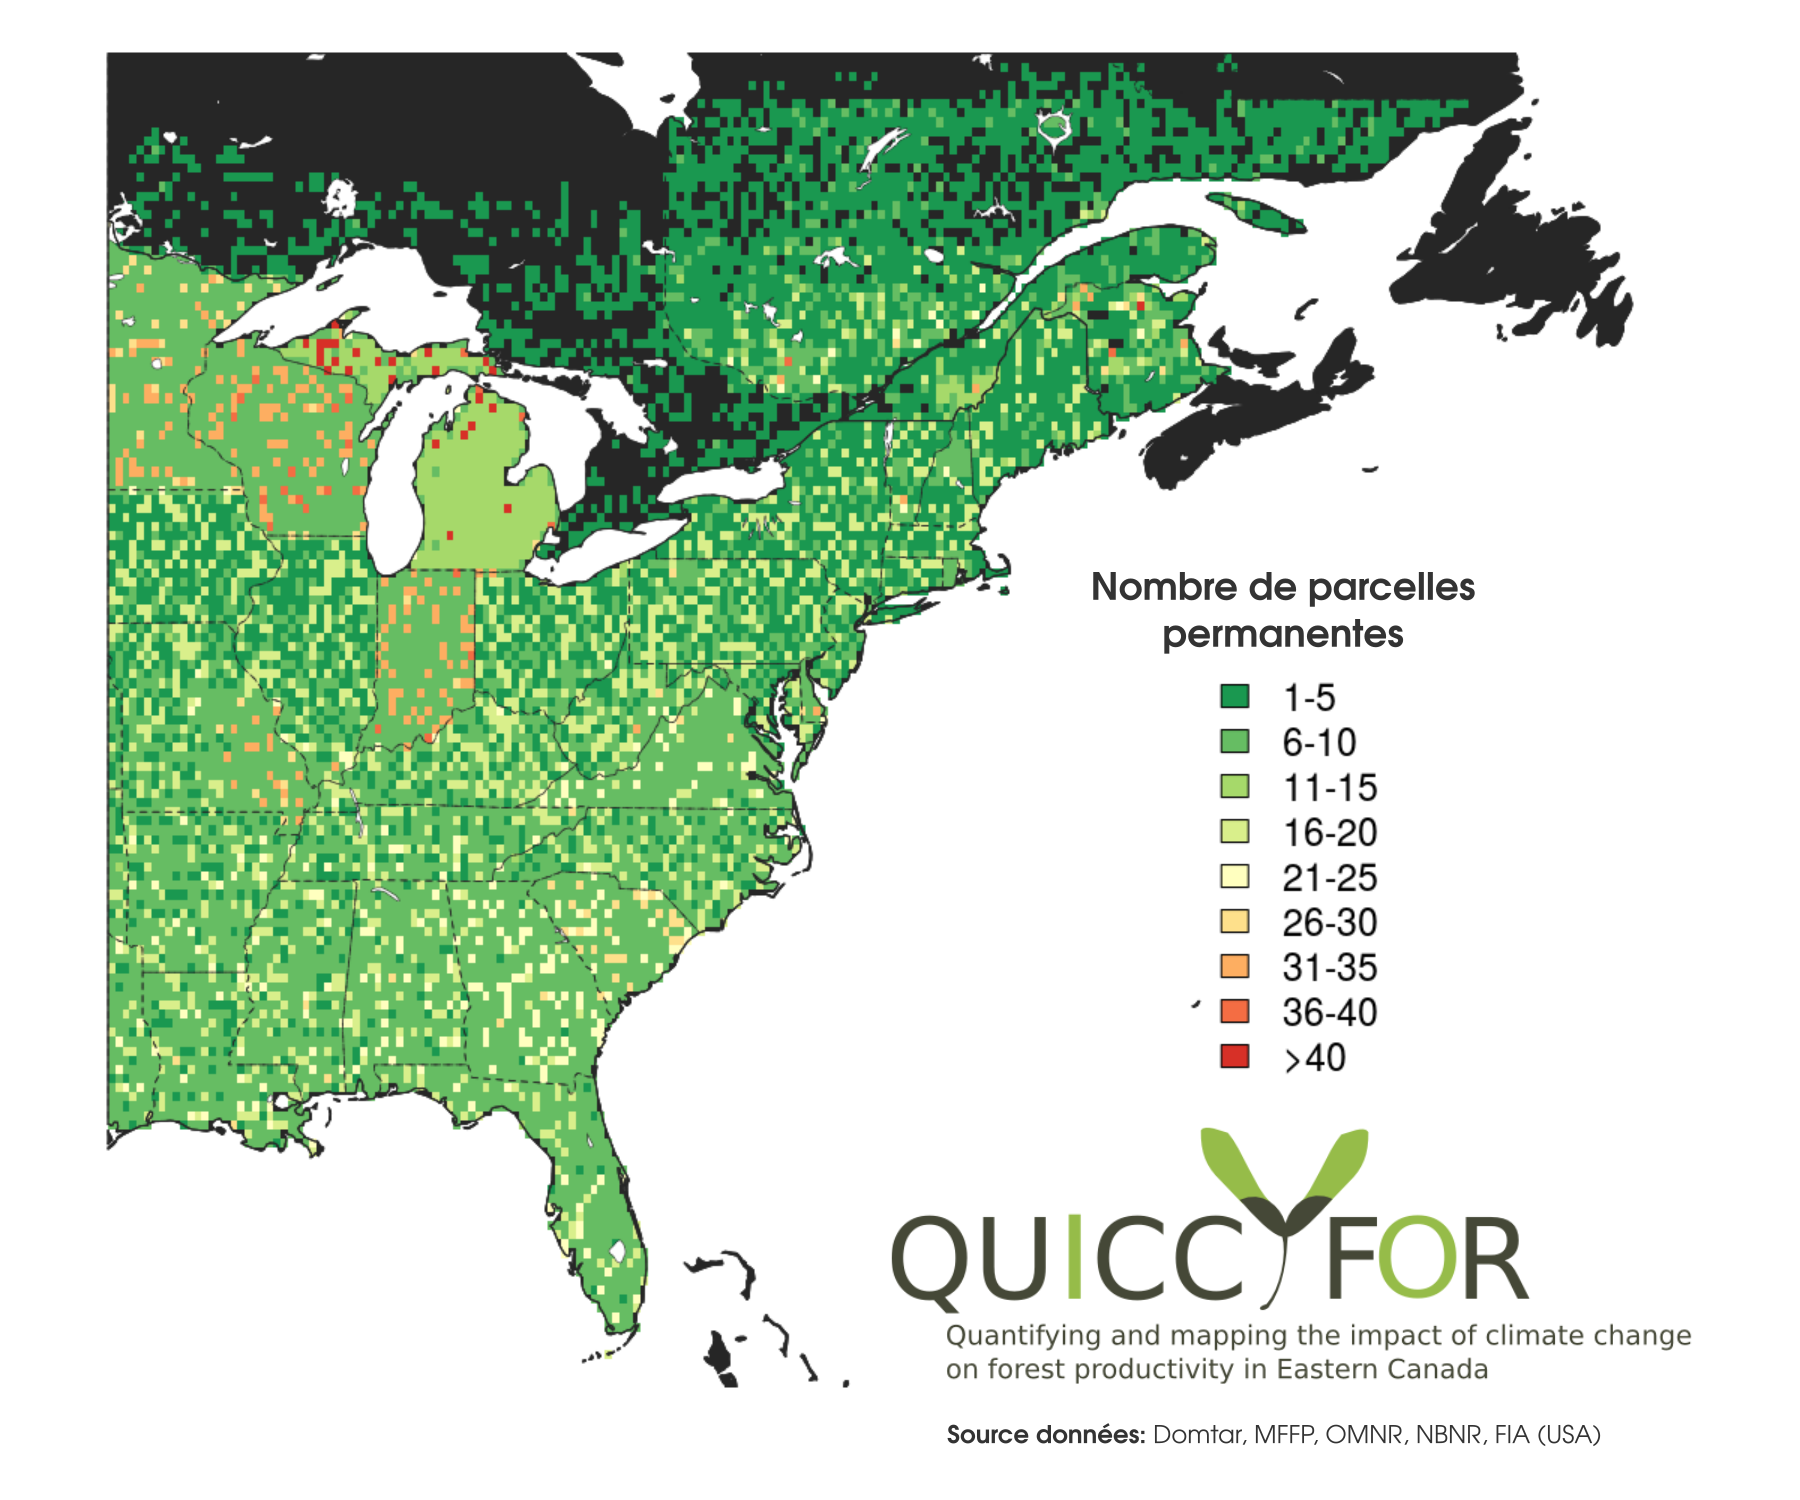 Nombre de parcelles
permanentes
1-5
6-10
11-15
16-20
21-25
26-30
31-35
36-40
>40
QUICC FOR
Quantifying and mapping the impact of climate change
on forest productivity in Eastern Canada
Source données: Domtar, MFFP, OMNR, NBNR, FIA (USA)